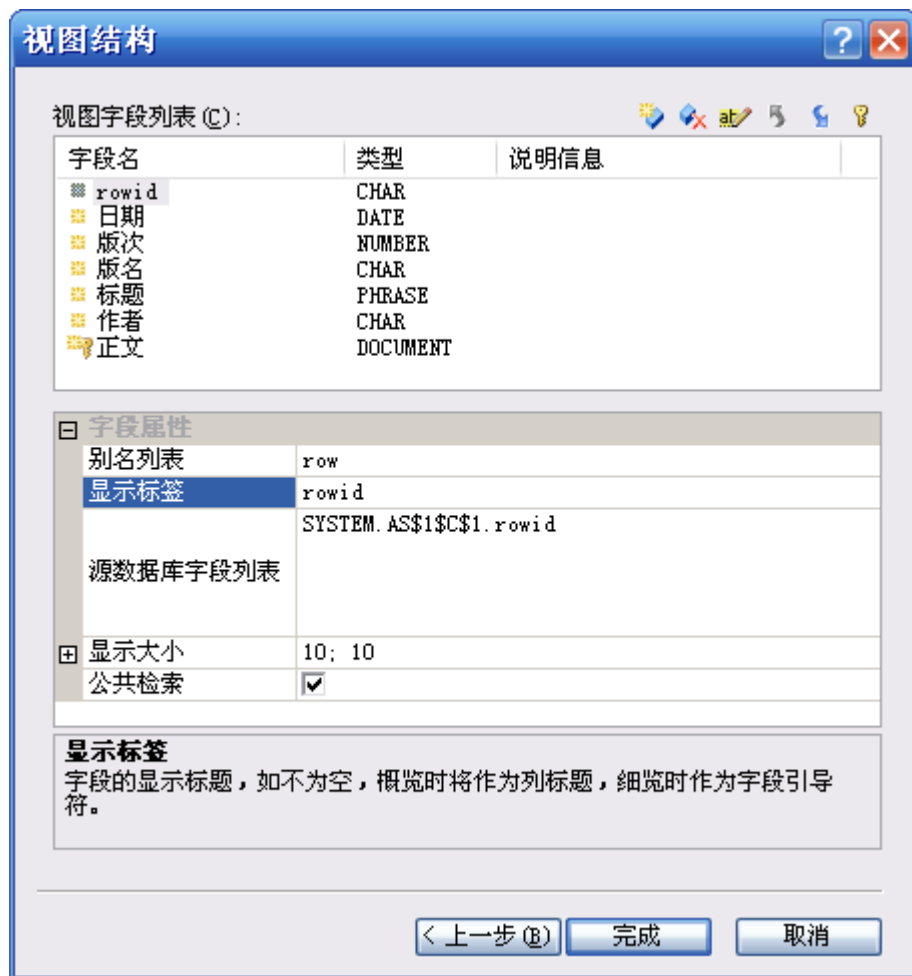 视图结构
视图字段列表(C):
字段名 类型 说明信息
rowid CHAR
日期 DATE
版次 NUMBER
版名 CHAR
标题 PHRASE
作者 CHAR
正文 DOCUMENT
字段属性
别名列表 row
显示标签 rowid
源数据库字段列表 SYSTEM.AS$1$C$1.rowid
显示大小 10; 10
公共检索
显示标签
字段的显示标题，如不为空，概览时将作为列标题，细览时作为字段引导
符。
< 上一步(B) 完成 取消